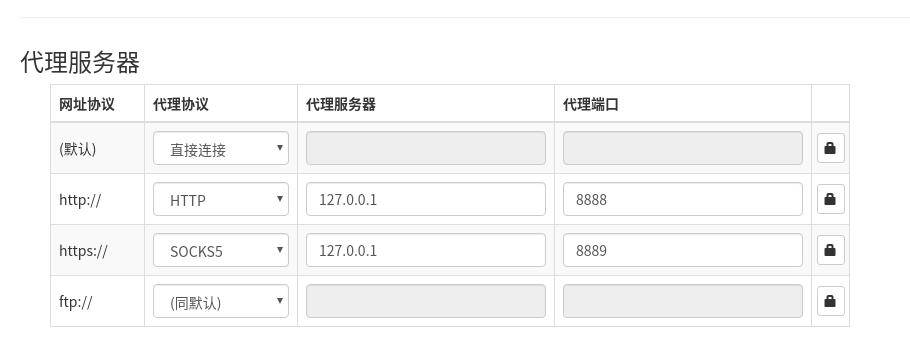 代理服务器
网址协议 代理协议 代理服务器 代理端口
(默认) 直接连接
http:// HTTP 127.0.0.1 8888
https:// SOCKS5 127.0.0.1 8889
ftp:// (同默认)